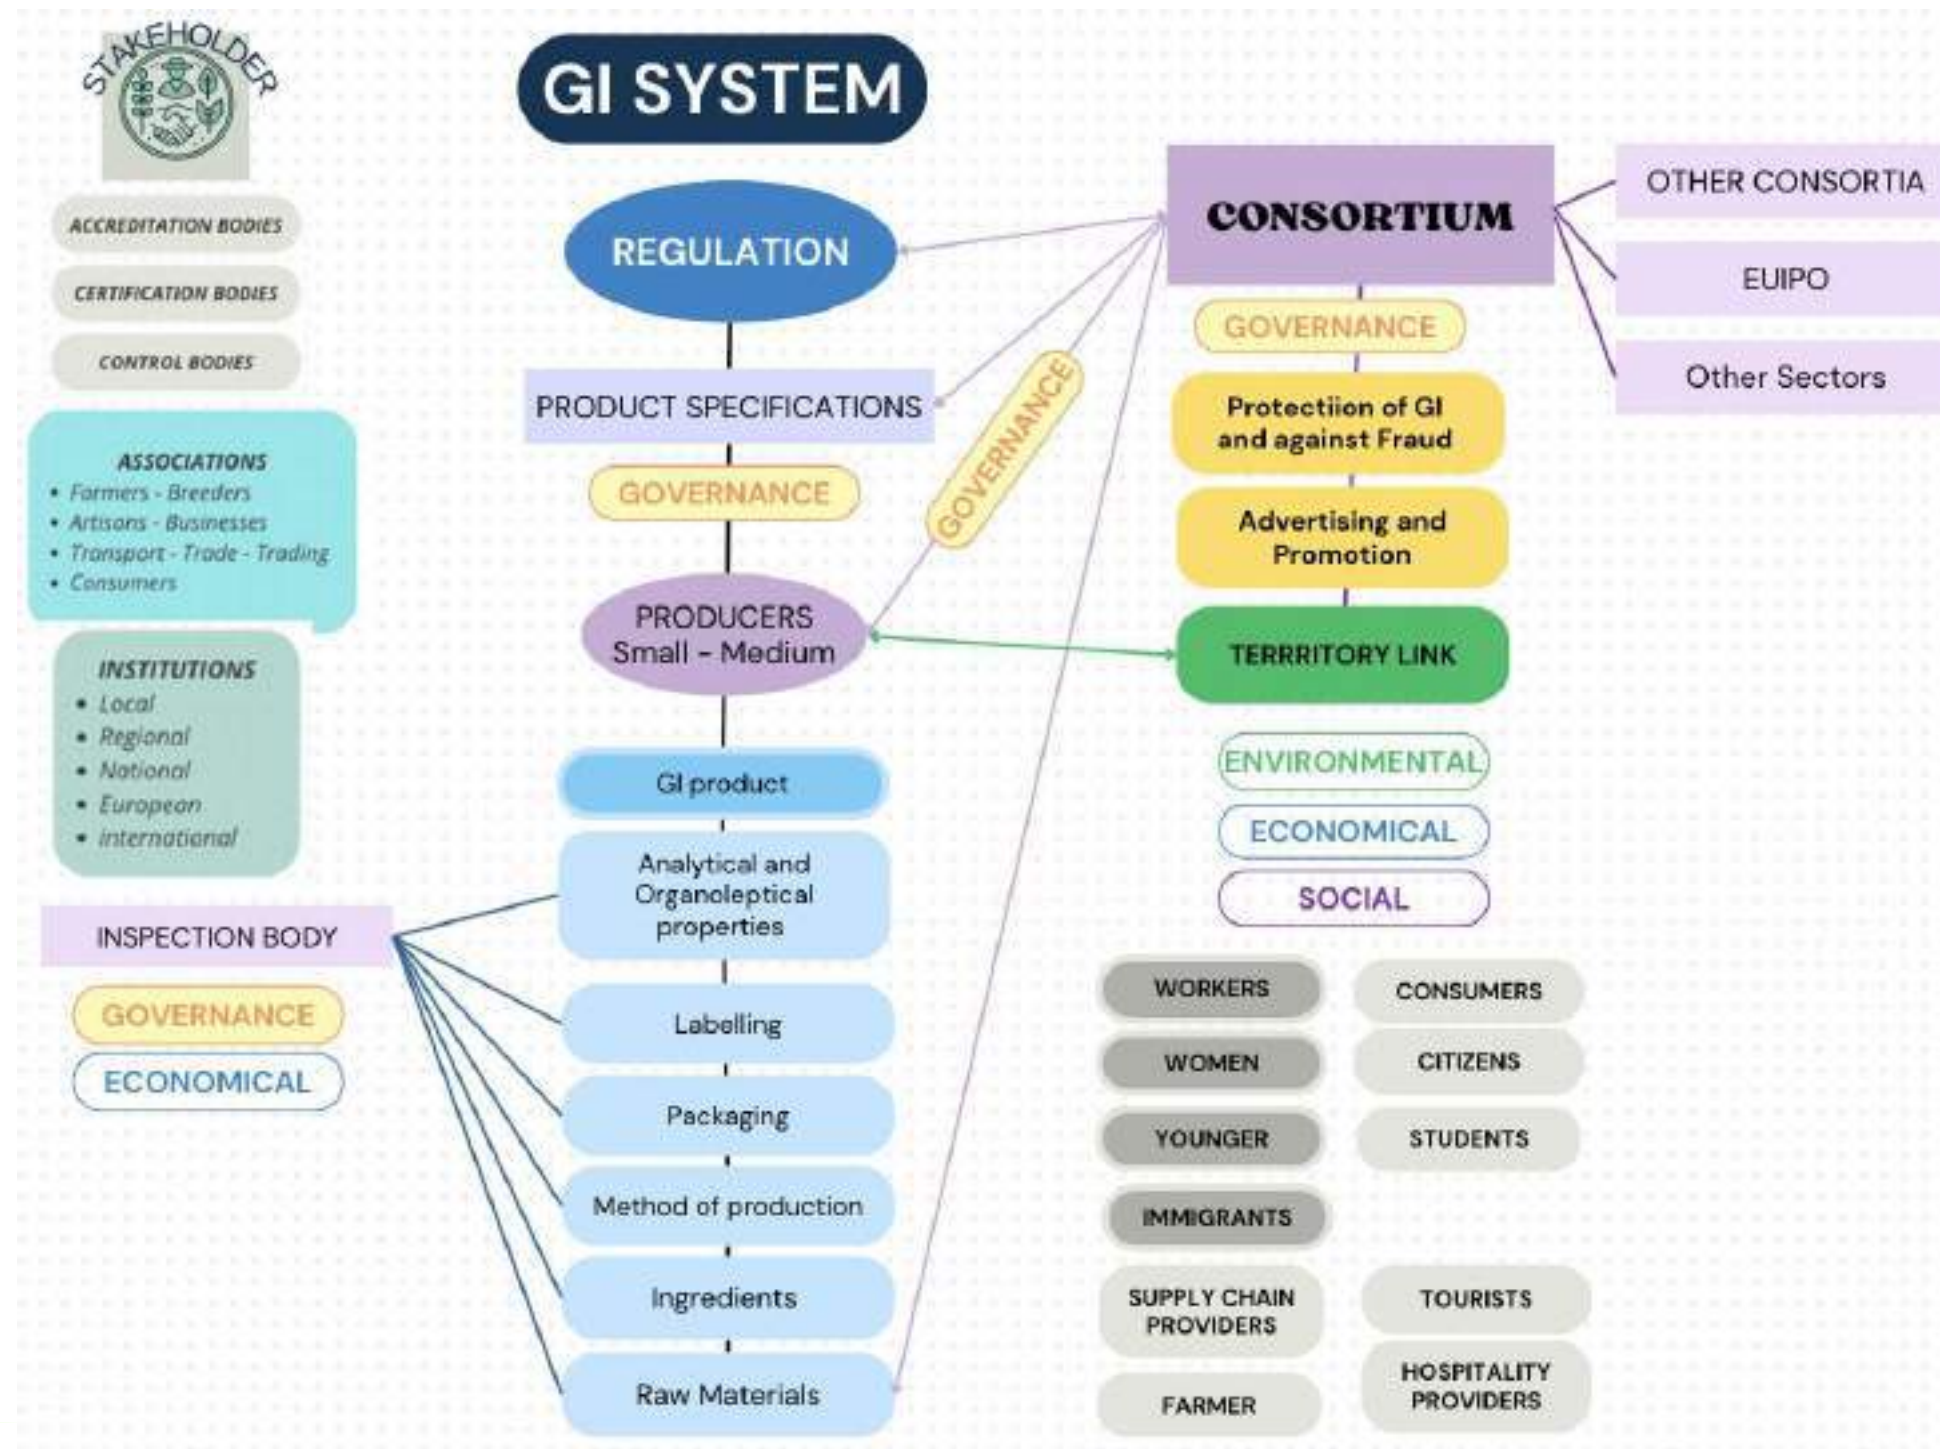 STAKEHOLDER
ACCREDITATION BODIES
CERTIFICATION BODIES
CONTROL BODIES
ASSOCIATIONS
• Farmers - Breeders
• Artisans - Businesses
• Transport - Trade - Trading
• Consumers
INSTITUTIONS
• Local
• Regional
• National
• European
• international
INSPECTION BODY
GOVERNANCE
ECONOMICAL
GI SYSTEM
REGULATION
PRODUCT SPECIFICATIONS
GOVERNANCE
PRODUCERS
Small - Medium
GI product
Analytical and
Organoleptical
properties
Labelling
Packaging
Method of production
Ingredients
Raw Materials
GOVERNANCE
CONSORTIUM
GOVERNANCE
Protectiion of GI
and against Fraud
Advertising and
Promotion
TERRRITORY LINK
ENVIRONMENTAL
ECONOMICAL
SOCIAL
OTHER CONSORTIA
EUIPO
Other Sectors
WORKERS
WOMEN
YOUNGER
IMMIGRANTS
SUPPLY CHAIN
PROVIDERS
FARMER
CONSUMERS
CITIZENS
STUDENTS
TOURISTS
HOSPITALITY
PROVIDERS